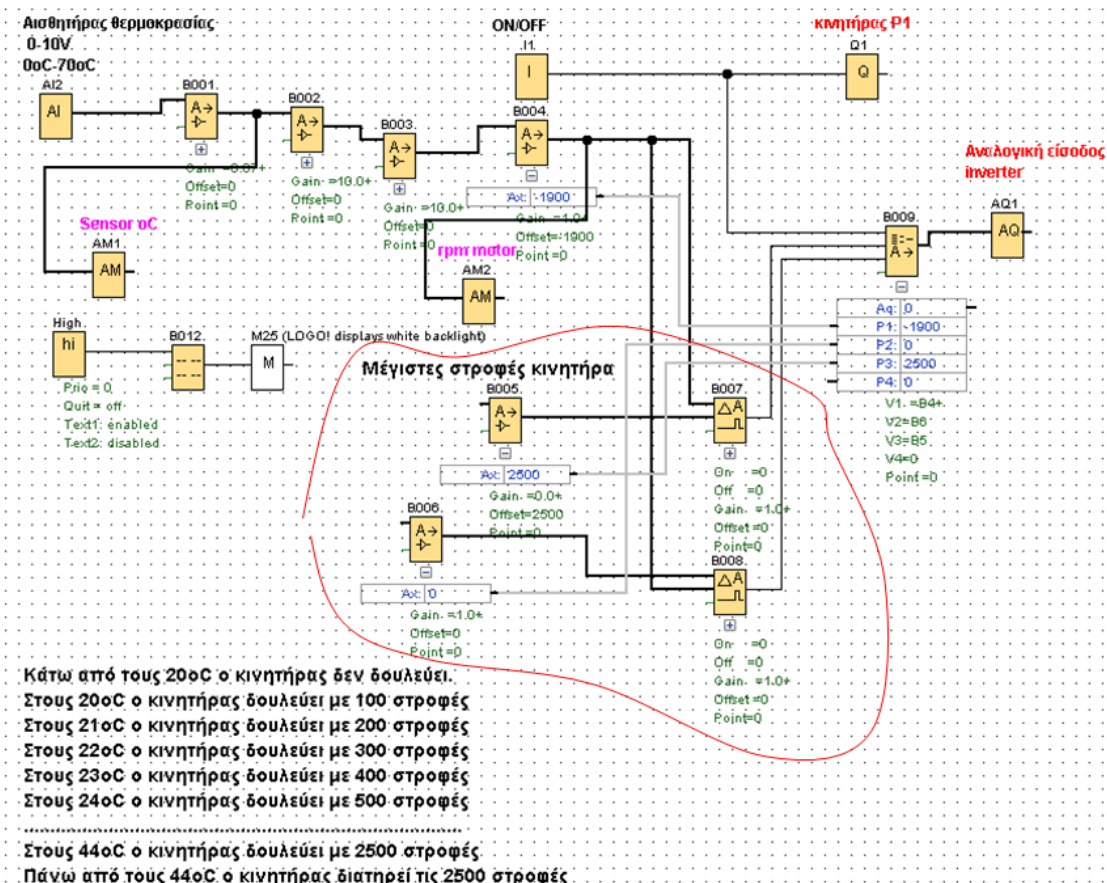 Αισθητήρας θερμοκρασίας
0-10V
0oC-70oC
AI2
AI
B001
A→
Gain =0.07+
Offset=0
Point=0
B002
A→
Gain =10.0+
Offset=0
Point=0
B003
A→
Gain =10.0+
Offset=0
Point=0
ON/OFF
I1
I
B004
A→
Ax: -1900
Gain =1.0+
Offset=-1900
Point=0
κινητήρας P1
Q1
Q
Αναλογική είσοδος
inverter
AQ1
AQ
B009
A→
Aq: 0
P1: -1900
P2: 0
P3: 2500
P4: 0
V1 =B4+
V2=B6
V3=B5
V4=0
Point=0
Sensor oC
AM1
AM
rpm motor
AM2
AM
High
hi
B012
Prio = 0
Quit = off
Text1: enabled
Text2: disabled
M25 (LOGO! displays white backlight)
M
Μέγιστες στροφές κινητήρα
B005
A→
Ax: 2500
Gain =0.0+
Offset=2500
Point=0
B006
A→
Ax: 0
Gain =1.0+
Offset=0
Point=0
B007
ΔA
On =0
Off =0
Gain =1.0+
Offset=0
Point=0
B008
ΔA
On =0
Off =0
Gain =1.0+
Offset=0
Point=0
Κάτω από τους 20oC ο κινητήρας δεν δουλεύει.
Στους 20oC ο κινητήρας δουλεύει με 100 στροφές
Στους 21oC ο κινητήρας δουλεύει με 200 στροφές
Στους 22oC ο κινητήρας δουλεύει με 300 στροφές
Στους 23oC ο κινητήρας δουλεύει με 400 στροφές
Στους 24oC ο κινητήρας δουλεύει με 500 στροφές
Στους 44oC ο κινητήρας δουλεύει με 2500 στροφές
Πάνω από τους 44oC ο κινητήρας διατηρεί τις 2500 στροφές